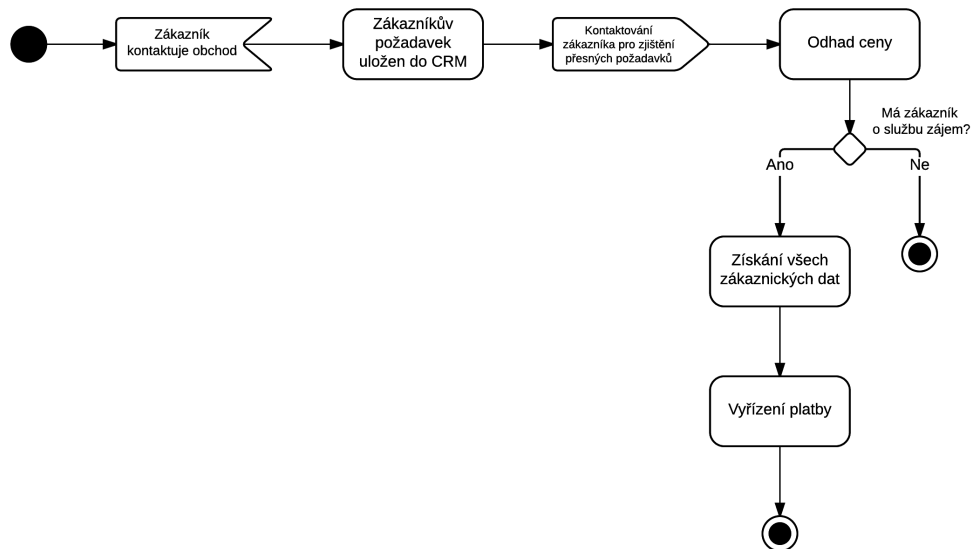 Zákazník
kontaktuje obchod
Zákazníkův
požadavek
uložen do CRM
Kontaktování
zákazníka pro zjištění
přesných požadavků
Odhad ceny
Má zákazník
o službu zájem?
Ano
Ne
Získání všech
zákaznických dat
Vyřízení platby